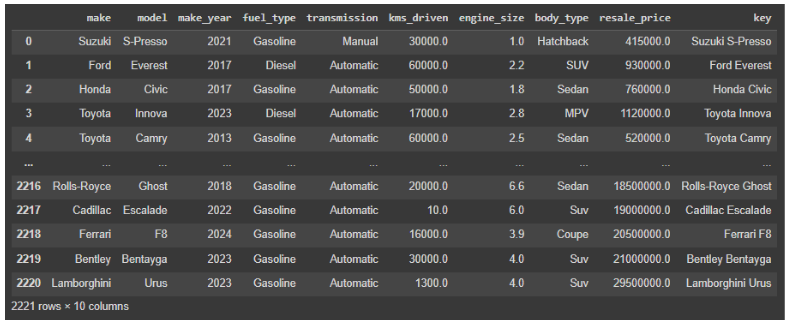 make model make_year fuel_type transmission kms_driven engine_size body_type resale_price key
0 Suzuki S-Presso 2021 Gasoline Manual 30000.0 1.0 Hatchback 415000.0 Suzuki S-Presso
1 Ford Everest 2017 Diesel Automatic 60000.0 2.2 SUV 930000.0 Ford Everest
2 Honda Civic 2017 Gasoline Automatic 50000.0 1.8 Sedan 760000.0 Honda Civic
3 Toyota Innova 2023 Diesel Automatic 17000.0 2.8 MPV 1120000.0 Toyota Innova
4 Toyota Camry 2013 Gasoline Automatic 60000.0 2.5 Sedan 520000.0 Toyota Camry
... ... ... ... ... ... ... ... ... ... ...
2216 Rolls-Royce Ghost 2018 Gasoline Automatic 20000.0 6.6 Sedan 18500000.0 Rolls-Royce Ghost
2217 Cadillac Escalade 2022 Gasoline Automatic 10.0 6.0 Suv 19000000.0 Cadillac Escalade
2218 Ferrari F8 2024 Gasoline Automatic 16000.0 3.9 Coupe 20500000.0 Ferrari F8
2219 Bentley Bentayga 2023 Gasoline Automatic 30000.0 4.0 Suv 21000000.0 Bentley Bentayga
2220 Lamborghini Urus 2023 Gasoline Automatic 1300.0 4.0 Suv 29500000.0 Lamborghini Urus
2221 rows × 10 columns